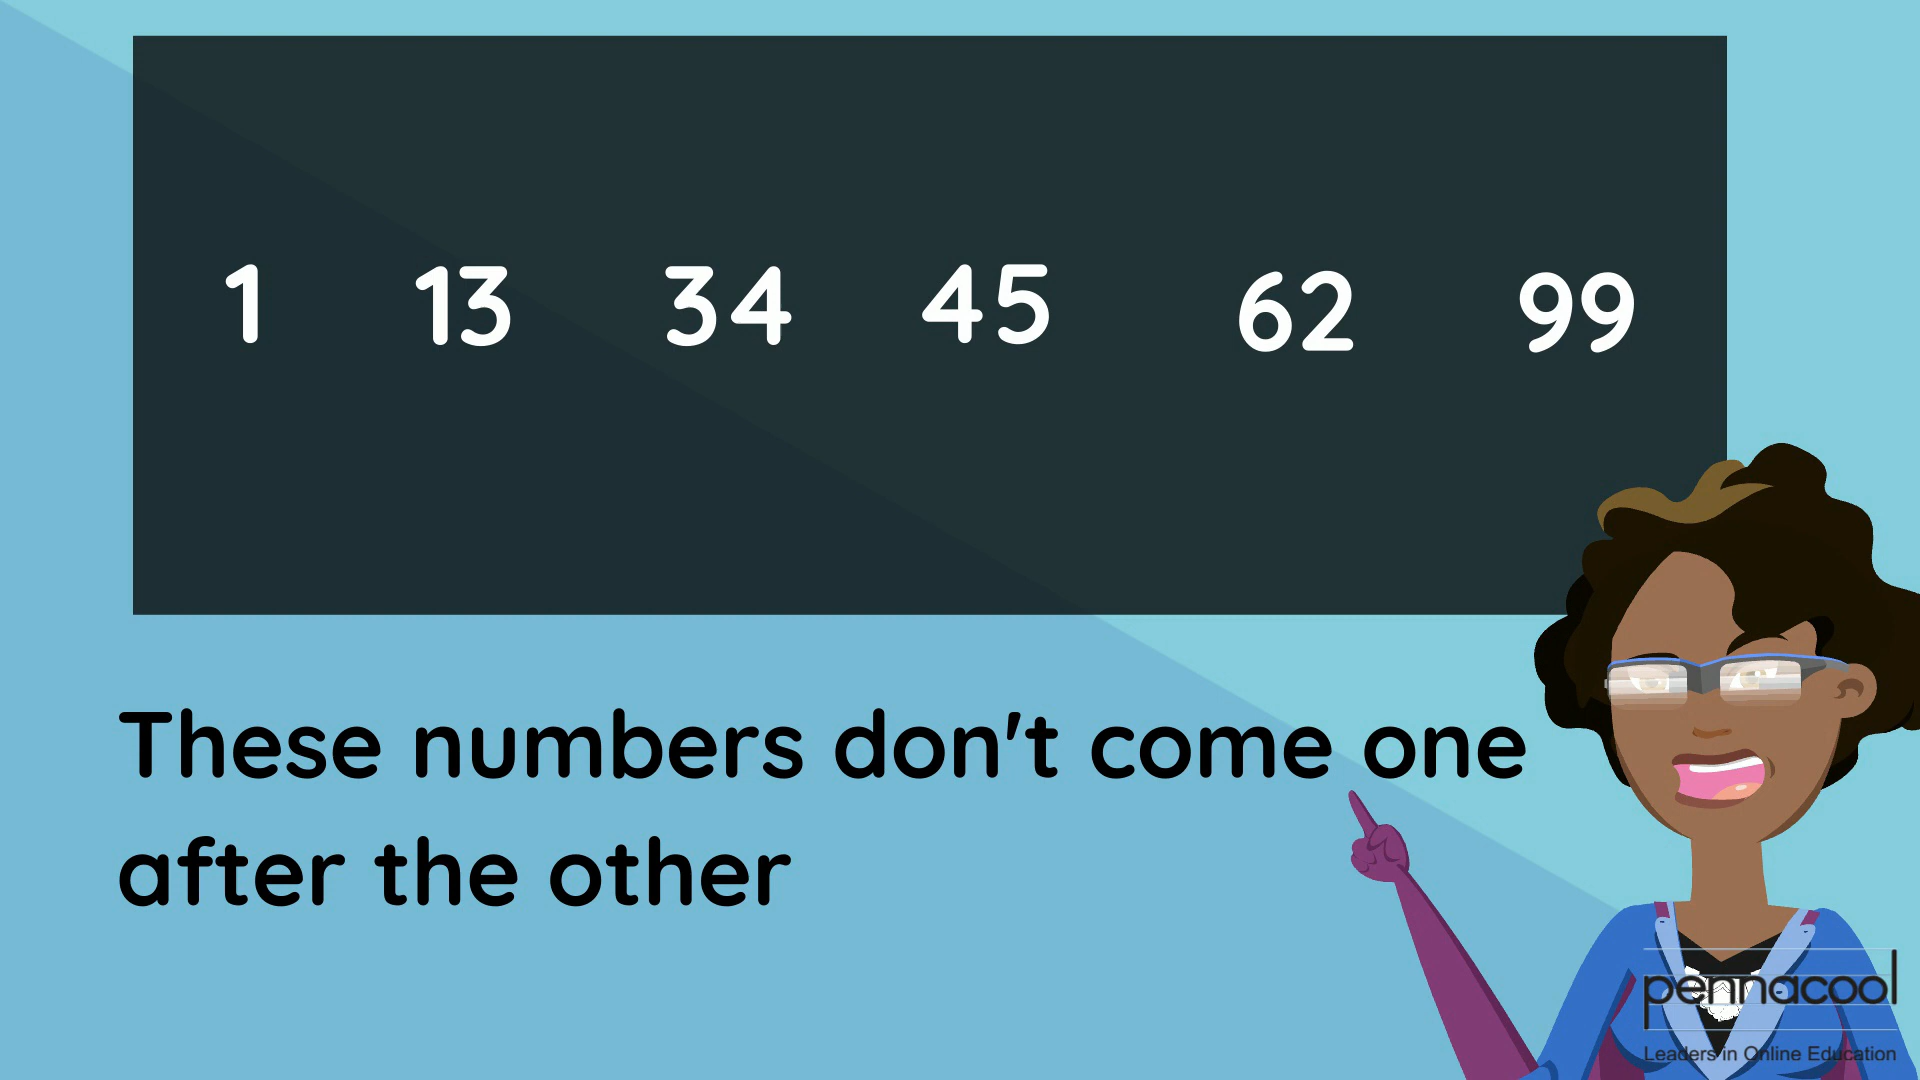 1 13 34 45 62 99
These numbers don't come one
after the other
pennacool
Leaders in Online Education